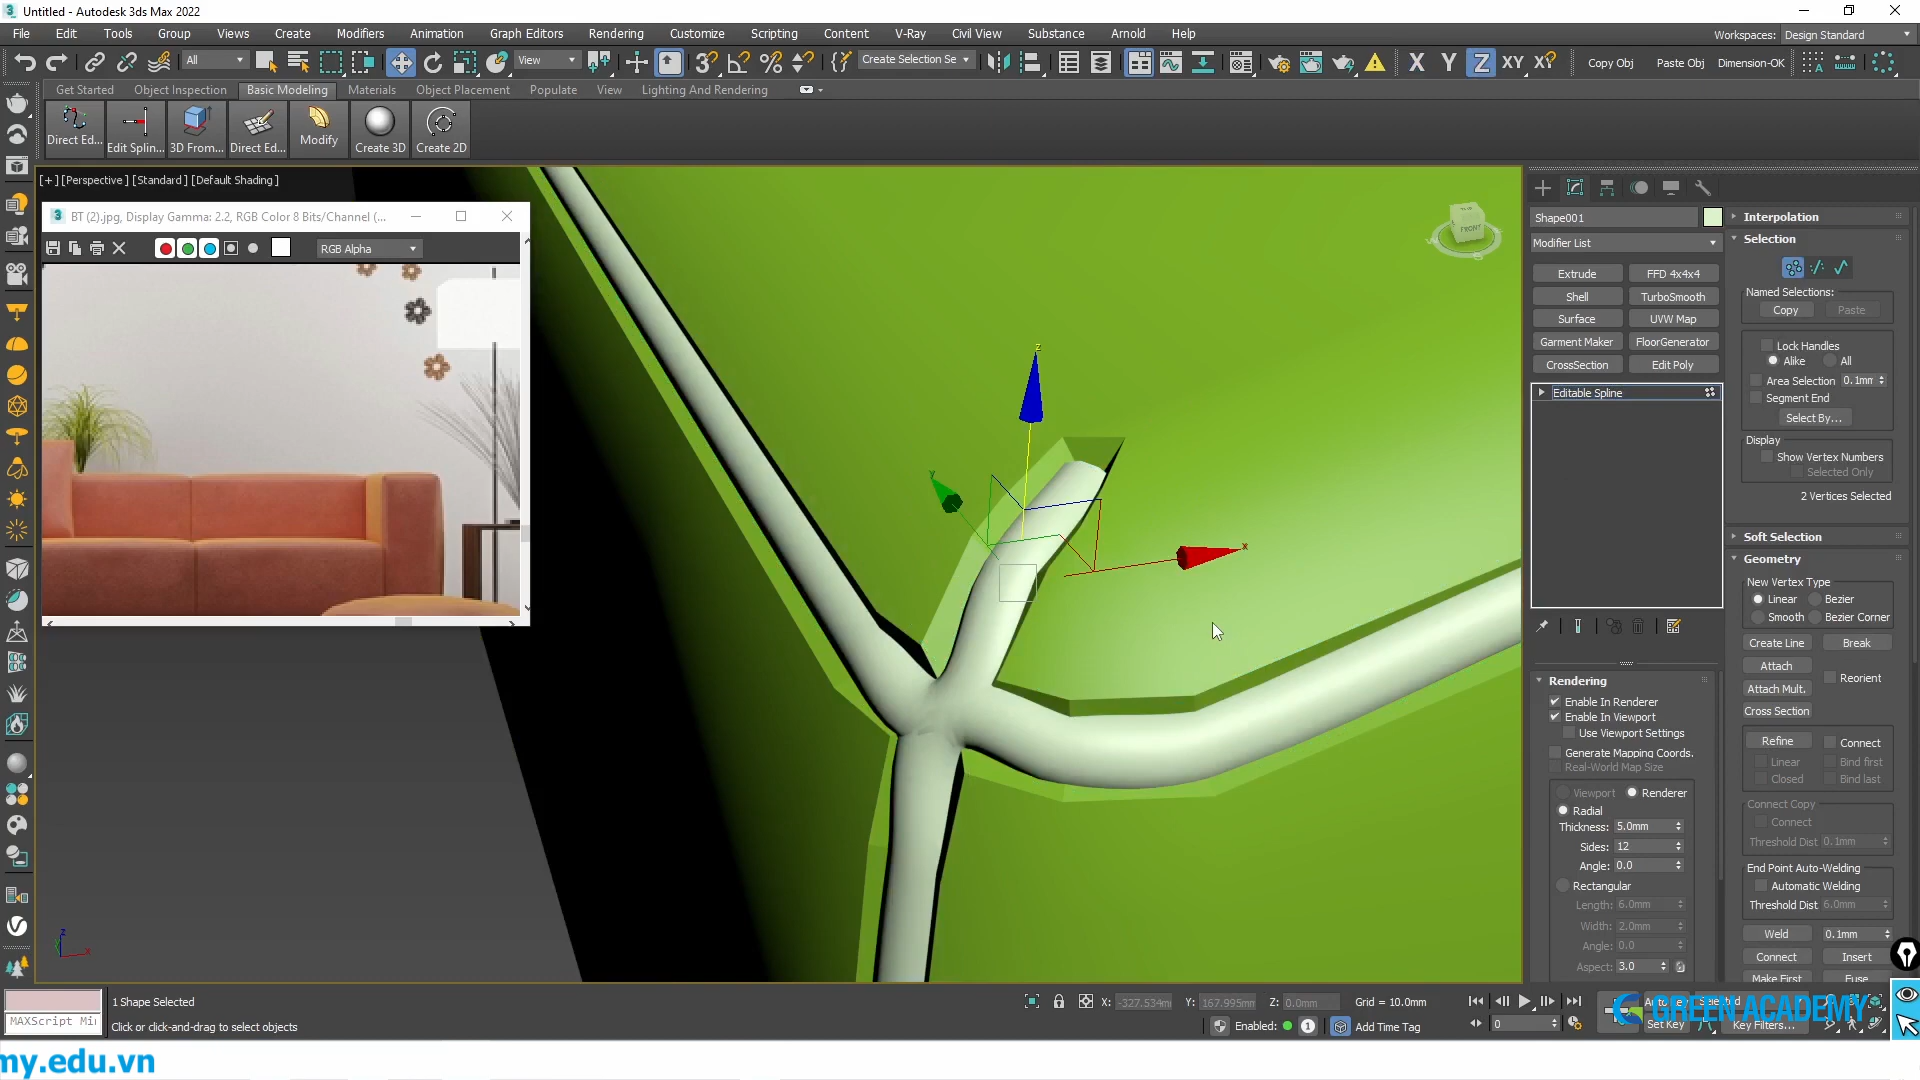 Untitled - Autodesk 3ds Max 2022
File Edit Tools Group Views Create Modifiers Animation Graph Editors Rendering Customize Scripting Content V-Ray Civil View Substance Arnold Help
Workspaces: Design Standard
All View Create Selection Se X Y Z XY Copy Obj Paste Obj Dimension-OK
Get Started Object Inspection Basic Modeling Materials Object Placement Populate View Lighting And Rendering
Direct Ed... Edit Splin... 3D From... Direct Ed... Modify Create 3D Create 2D
[+] [Perspective ] [Standard ] [Default Shading ]
BT (2).jpg, Display Gamma: 2.2, RGB Color 8 Bits/Channel (...
RGB Alpha
FRONT
z
y
x
Shape001
Modifier List
Extrude FFD 4x4x4
Shell TurboSmooth
Surface UVW Map
Garment Maker FloorGenerator
CrossSection Edit Poly
Editable Spline
Rendering
Enable In Renderer
Enable In Viewport
Use Viewport Settings
Generate Mapping Coords.
Real-World Map Size
Viewport Renderer
Radial
Thickness: 5.0mm
Sides: 12
Angle: 0.0
Rectangular
Length: 6.0mm
Width: 2.0mm
Angle: 0.0
Aspect: 3.0
Interpolation
Selection
Named Selections:
Copy Paste
Lock Handles
Alike All
Area Selection 0.1mm
Segment End
Select By...
Display
Show Vertex Numbers
Selected Only
2 Vertices Selected
Soft Selection
Geometry
New Vertex Type
Linear Bezier
Smooth Bezier Corner
Create Line Break
Attach
Attach Mult. Reorient
Cross Section
Refine Connect
Linear Bind first
Closed Bind last
Connect Copy
Connect
Threshold Dist 0.1mm
End Point Auto-Welding
Automatic Welding
Threshold Dist 6.0mm
Weld 0.1mm
Connect Insert
Make First Fuse
z
x
1 Shape Selected
MAXScript Mi
Click or click-and-drag to select objects
X: -327.534m Y: 167.995mm Z: 0.0mm Grid = 10.0mm
Enabled: 1 Add Time Tag
0
Selected
Set Key Key Filters...
GREEN ACADEMY
my.edu.vn